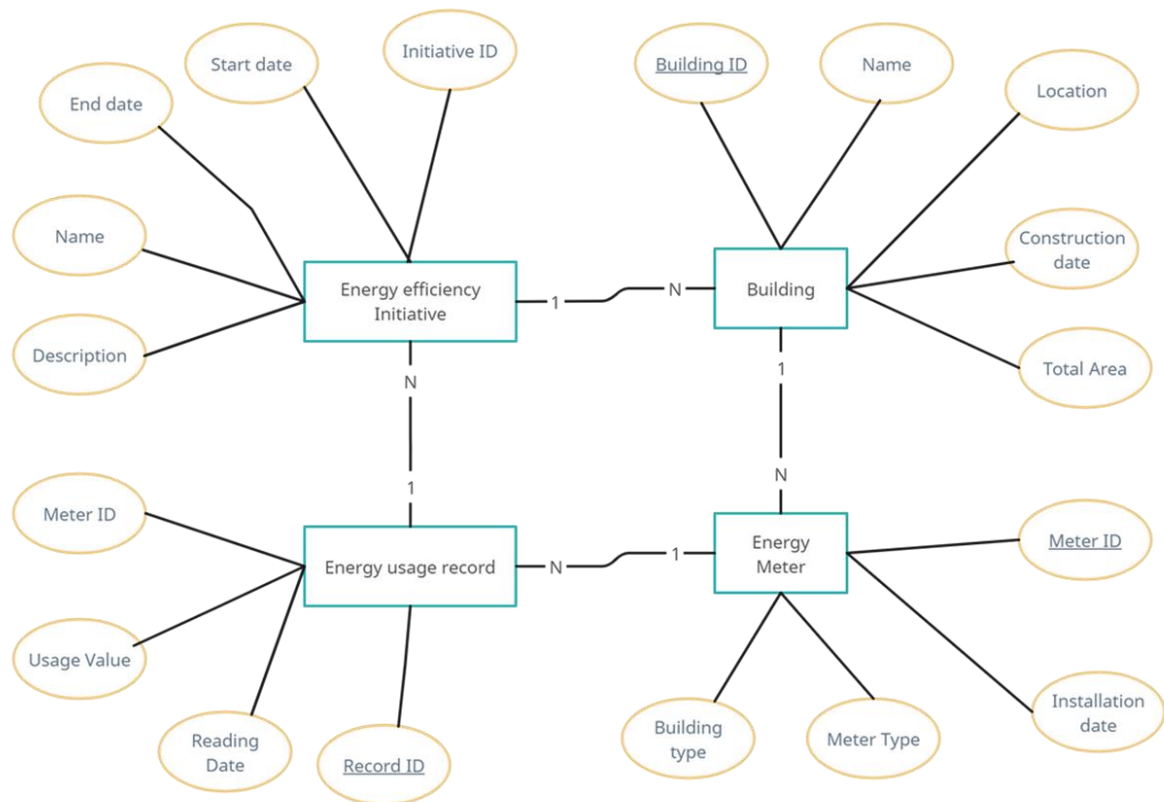 Initiative ID
Start date
End date
Name
Description
Energy efficiency
Initiative
1
N
Building ID
Name
Location
Construction
date
Total Area
Building
N
1
1
N
Meter ID
Usage Value
Reading
Date
Record ID
Energy usage record
N
1
Energy
Meter
Meter ID
Installation
date
Building
type
Meter Type